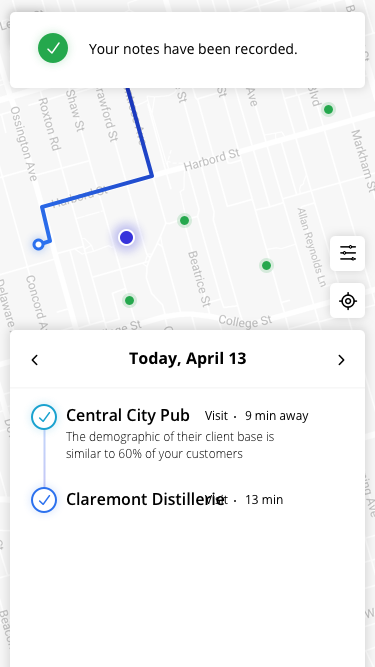 Your notes have been recorded.
Ossington Ave
Roxton Rd
Shaw St
Crawford St
St
St
Ave
Blvd
Markham St
Harbord St
Harbord St
Allan Reynolds Ln
Beatrice St
Concord Ave
Delaware
College St
College St
Today, April 13
Central City Pub Visit · 9 min away
The demographic of their client base is
similar to 60% of your customers
Claremont Distillerie Visit · 13 min